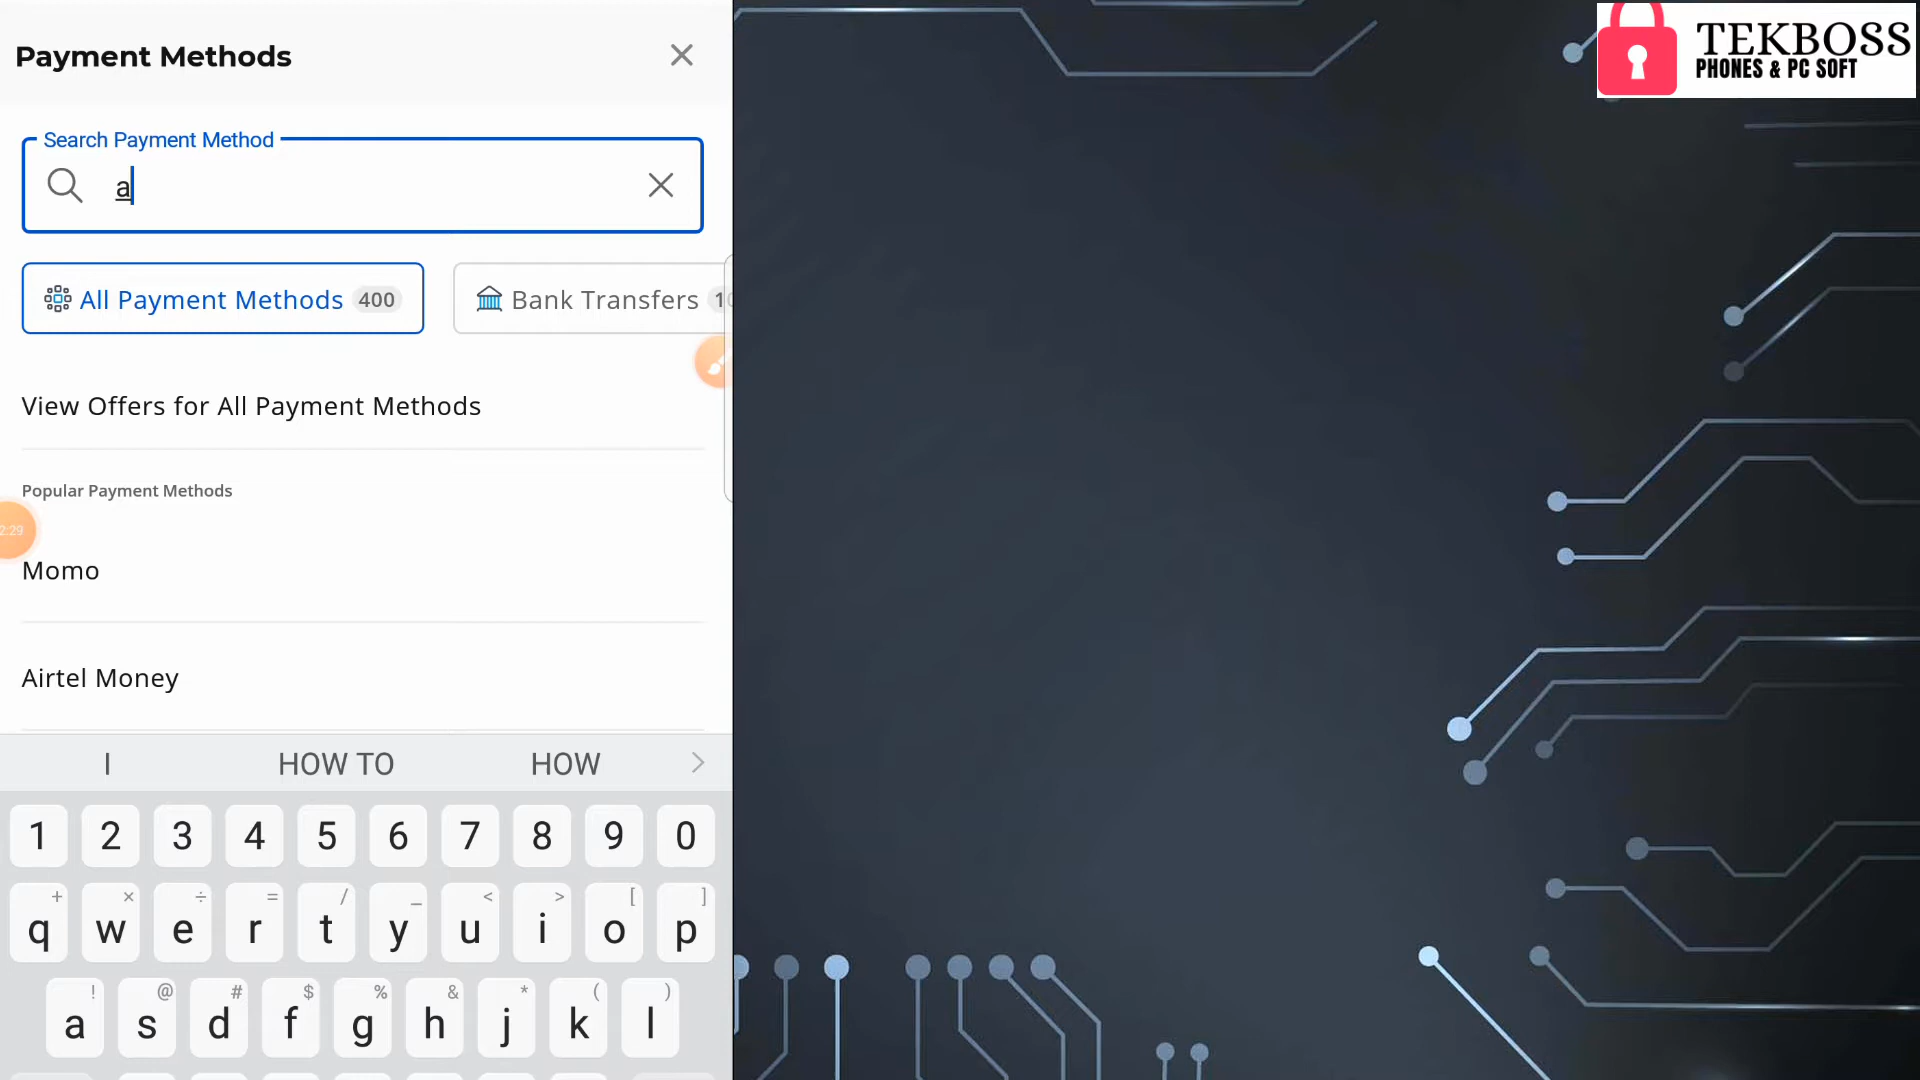 Payment Methods
TEKBOSS
PHONES & PC SOFT
Search Payment Method
a
All Payment Methods 400
Bank Transfers
View Offers for All Payment Methods
Popular Payment Methods
2:29
Momo
Airtel Money
I HOW TO HOW
1 2 3 4 5 6 7 8 9 0
+ × ÷ = / _ < > [ ]
q w e r t y u i o p
! @ # $ % & * ( )
a s d f g h j k l